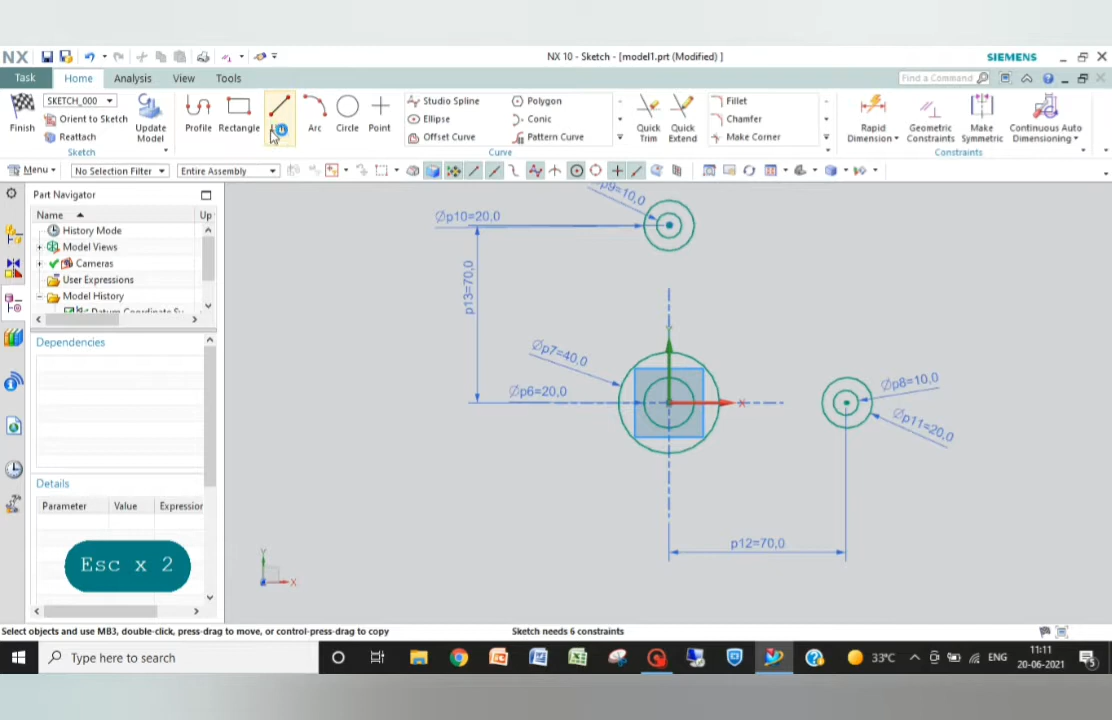 NX
NX 10 - Sketch - [model1.prt (Modified) ]
SIEMENS
Task
Home
Analysis
View
Tools
Find a Command
SKETCH_000
Orient to Sketch
Reattach
Finish
Update Model
Sketch
Profile
Rectangle
Arc
Circle
Point
Studio Spline
Ellipse
Offset Curve
Polygon
Conic
Pattern Curve
Quick Trim
Quick Extend
Fillet
Chamfer
Make Corner
Curve
Rapid Dimension
Geometric Constraints
Make Symmetric
Continuous Auto Dimensioning
Constraints
Menu
No Selection Filter
Entire Assembly
Part Navigator
Name
Up
History Mode
Model Views
Cameras
User Expressions
Model History
Dependencies
Details
Parameter
Value
Expression
Esc x 2
p9=10,0
Øp10=20,0
p13=70,0
Øp7=40,0
Øp6=20,0
Y
X
Øp8=10,0
Øp11=20,0
p12=70,0
Y
X
Select objects and use MB3, double-click, press-drag to move, or control-press-drag to copy
Sketch needs 6 constraints
Type here to search
33°C
ENG
11:11
20-06-2021
5